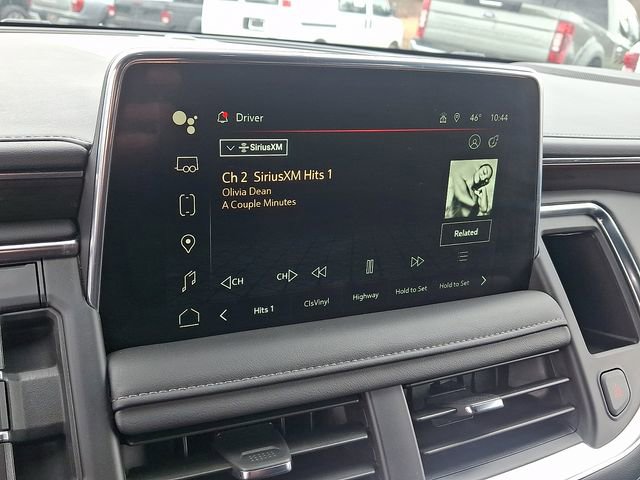 Driver
46° 10:44
SiriusXM
Ch 2 SiriusXM Hits 1
Olivia Dean
A Couple Minutes
Related
CH CH
Hits 1 ClsVinyl Highway Hold to Set Hold to Set